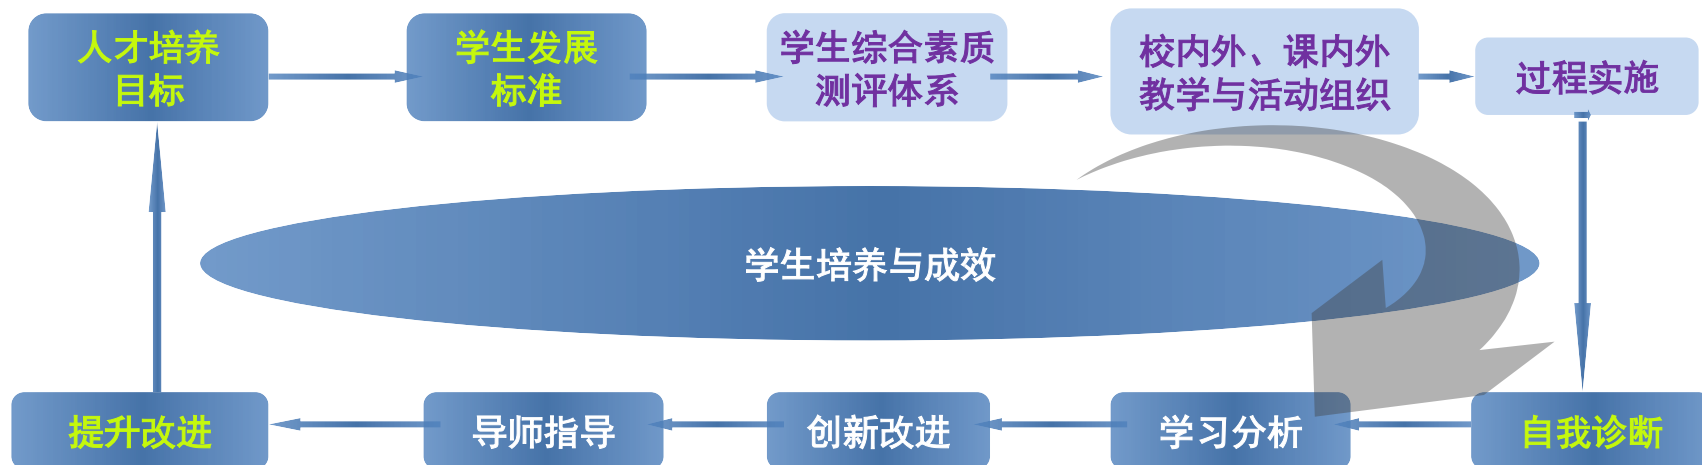 人才培养
目标
学生发展
标准
学生综合素质
测评体系
校内外、课内外
教学与活动组织
过程实施
学生培养与成效
提升改进
导师指导
创新改进
学习分析
自我诊断